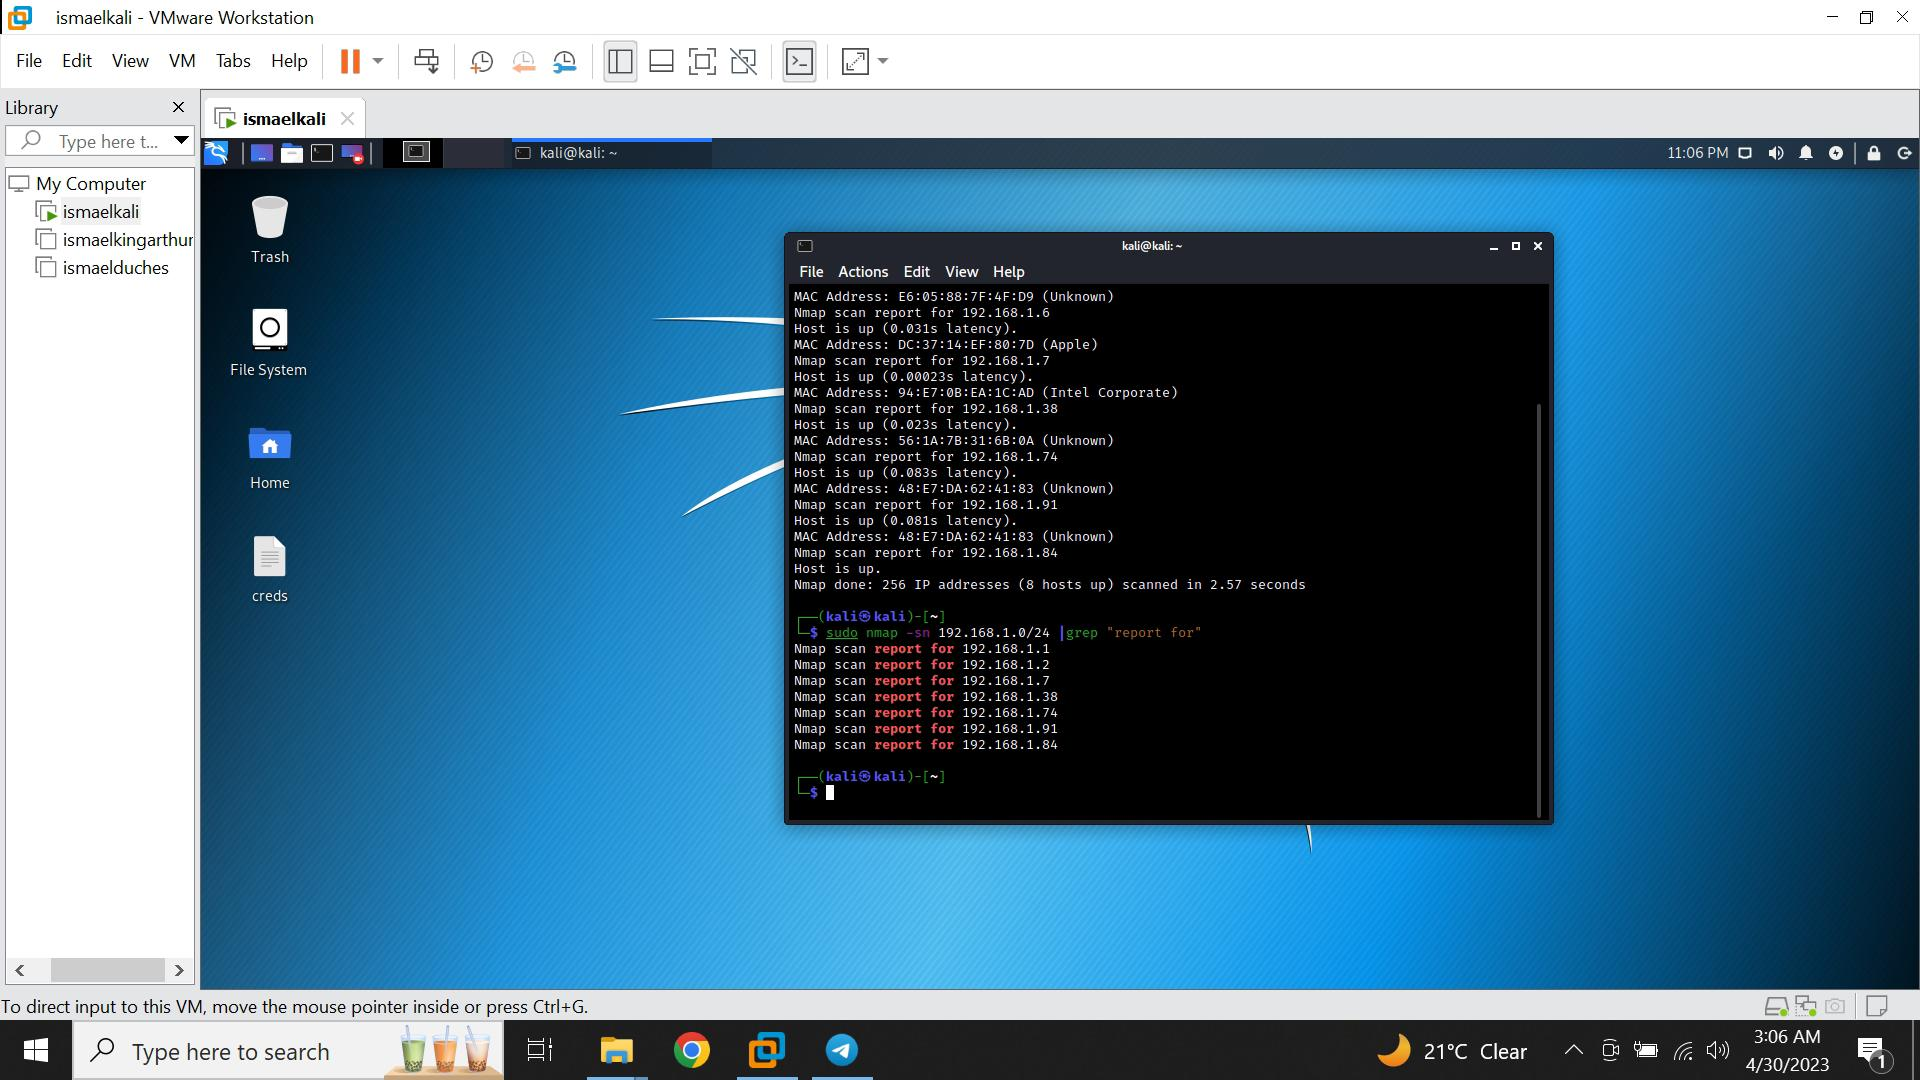 ismaelkali - VMware Workstation
File Edit View VM Tabs Help
Library
Type here t...
My Computer
ismaelkali
ismaelkingarthur
ismaelduches
ismaelkali
kali@kali: ~
11:06 PM
Trash
File System
Home
creds
kali@kali: ~
File Actions Edit View Help
MAC Address: E6:05:88:7F:4F:D9 (Unknown)
Nmap scan report for 192.168.1.6
Host is up (0.031s latency).
MAC Address: DC:37:14:EF:80:7D (Apple)
Nmap scan report for 192.168.1.7
Host is up (0.00023s latency).
MAC Address: 94:E7:0B:EA:1C:AD (Intel Corporate)
Nmap scan report for 192.168.1.38
Host is up (0.023s latency).
MAC Address: 56:1A:7B:31:6B:0A (Unknown)
Nmap scan report for 192.168.1.74
Host is up (0.083s latency).
MAC Address: 48:E7:DA:62:41:83 (Unknown)
Nmap scan report for 192.168.1.91
Host is up (0.081s latency).
MAC Address: 48:E7:DA:62:41:83 (Unknown)
Nmap scan report for 192.168.1.84
Host is up.
Nmap done: 256 IP addresses (8 hosts up) scanned in 2.57 seconds
┌──(kali㉿kali)-[~]
└─$ sudo nmap -sn 192.168.1.0/24 |grep "report for"
Nmap scan report for 192.168.1.1
Nmap scan report for 192.168.1.2
Nmap scan report for 192.168.1.7
Nmap scan report for 192.168.1.38
Nmap scan report for 192.168.1.74
Nmap scan report for 192.168.1.91
Nmap scan report for 192.168.1.84
┌──(kali㉿kali)-[~]
└─$
To direct input to this VM, move the mouse pointer inside or press Ctrl+G.
Type here to search
21°C Clear
3:06 AM
4/30/2023
1